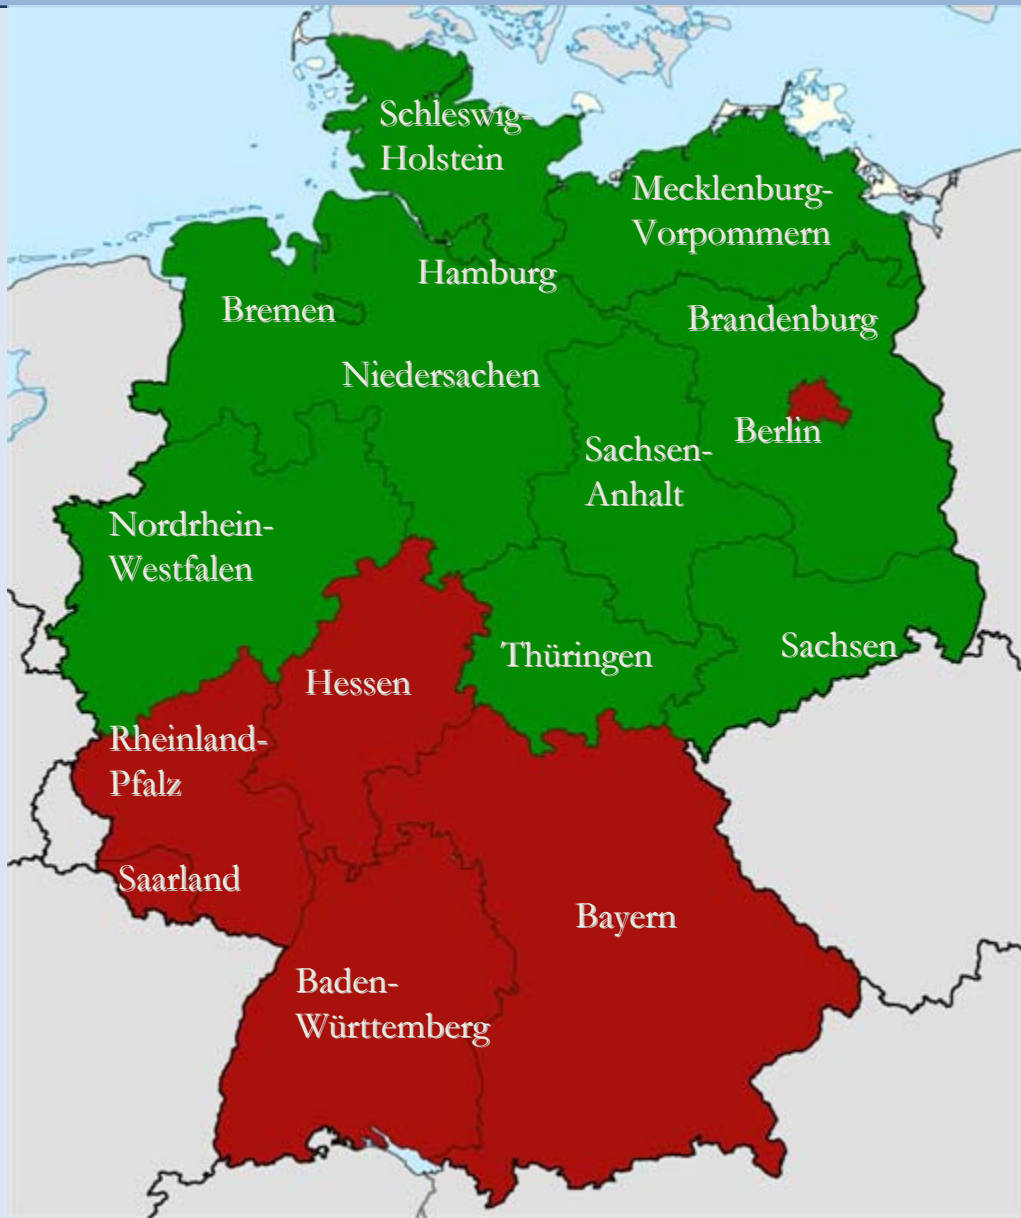 Schleswig-
Holstein
Mecklenburg-
Vorpommern
Hamburg
Bremen
Brandenburg
Niedersachen
Berlin
Sachsen-
Anhalt
Nordrhein-
Westfalen
Hessen
Thüringen
Sachsen
Rheinland-
Pfalz
Saarland
Bayern
Baden-
Württemberg